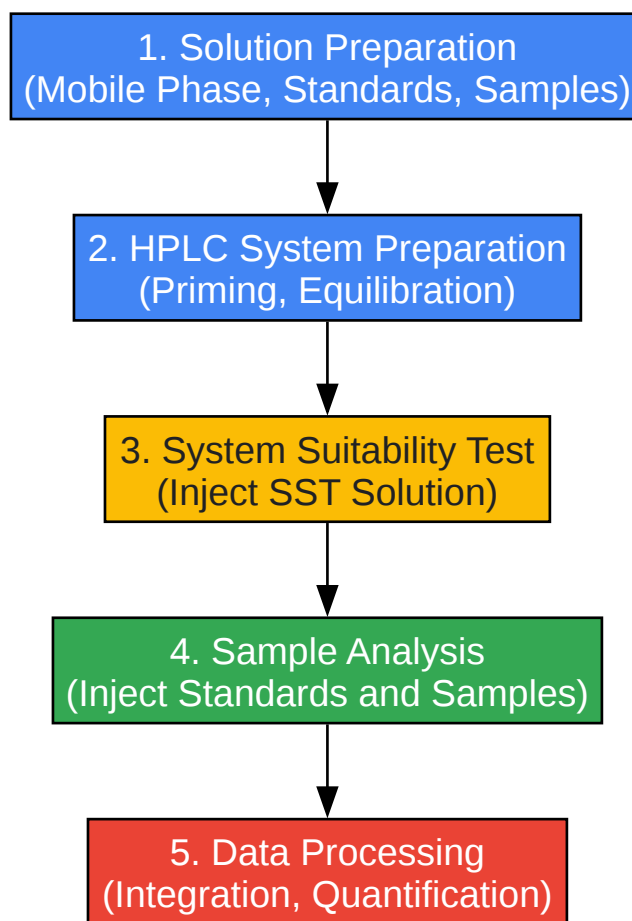 1. Solution Preparation
(Mobile Phase, Standards, Samples)
2. HPLC System Preparation
(Priming, Equilibration)
3. System Suitability Test
(Inject SST Solution)
4. Sample Analysis
(Inject Standards and Samples)
5. Data Processing
(Integration, Quantification)